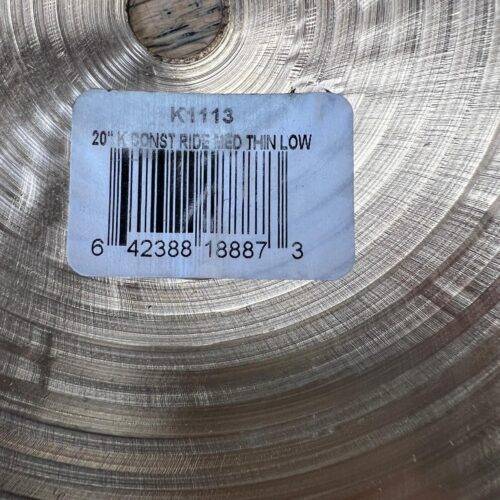 K1113
20" K CONST RIDE MED THIN LOW
6 42388 18887 3